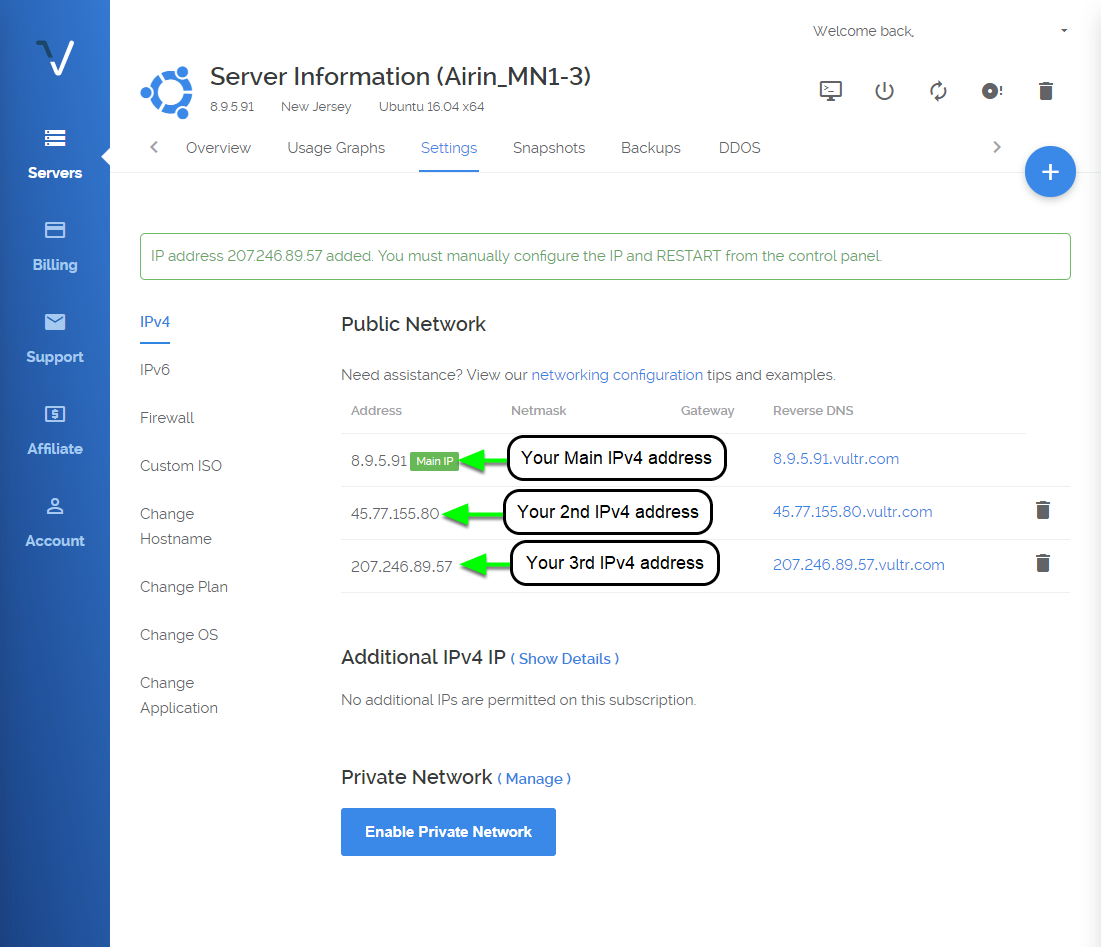 Welcome back,
Server Information (Airin_MN1-3)
8.9.5.91 New Jersey Ubuntu 16.04 x64
Overview Usage Graphs Settings Snapshots Backups DDOS
Servers
Billing
Support
Affiliate
Account
IP address 207.246.89.57 added. You must manually configure the IP and RESTART from the control panel.
IPv4
IPv6
Firewall
Custom ISO
Change
Hostname
Change Plan
Change OS
Change
Application
Public Network
Need assistance? View our networking configuration tips and examples.
Address Netmask Gateway Reverse DNS
8.9.5.91 Main IP Your Main IPv4 address 8.9.5.91.vultr.com
45.77.155.80 Your 2nd IPv4 address 45.77.155.80.vultr.com
207.246.89.57 Your 3rd IPv4 address 207.246.89.57.vultr.com
Additional IPv4 IP ( Show Details )
No additional IPs are permitted on this subscription.
Private Network ( Manage )
Enable Private Network